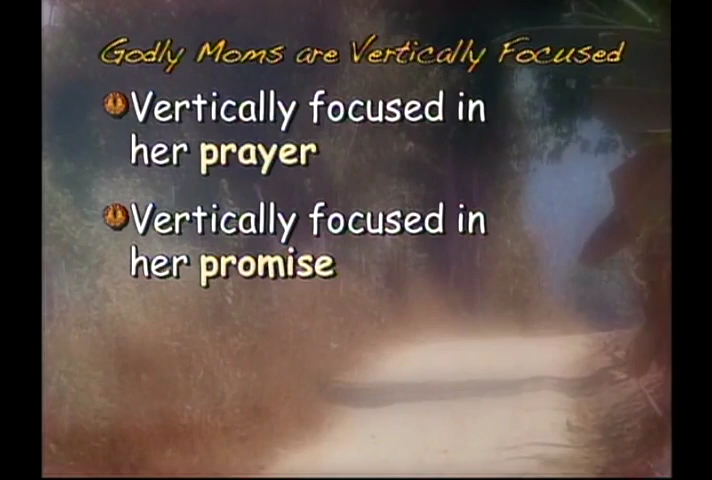 Godly Moms are Vertically Focused
Vertically focused in
her prayer
Vertically focused in
her promise